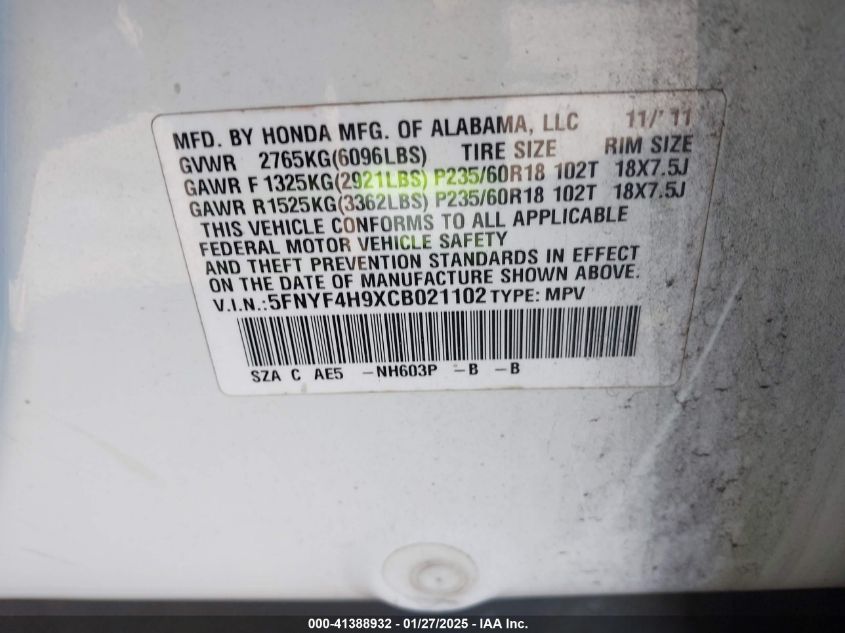 MFD. BY HONDA MFG. OF ALABAMA, LLC 11/'11
GVWR 2765KG(6096LBS) TIRE SIZE RIM SIZE
GAWR F 1325KG(2921LBS) P235/60R18 102T 18X7.5J
GAWR R1525KG(3362LBS) P235/60R18 102T 18X7.5J
THIS VEHICLE CONFORMS TO ALL APPLICABLE
FEDERAL MOTOR VEHICLE SAFETY
AND THEFT PREVENTION STANDARDS IN EFFECT
ON THE DATE OF MANUFACTURE SHOWN ABOVE.
V.I.N.:5FNYF4H9XCB021102 TYPE: MPV
SZA C AE5 -NH603P -B -B
000-41388932 / 01/27/2025 - IAA Inc.